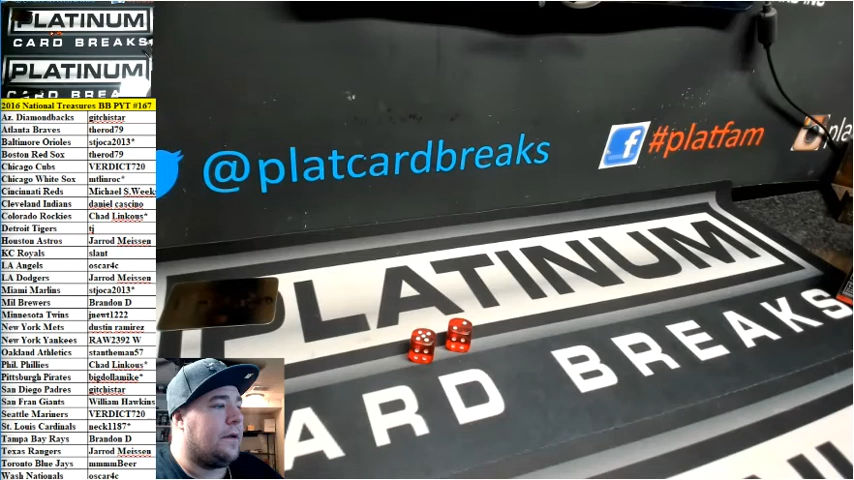 PLATINUM
CARD BREAKS
PLATINUM
CARD BREA
2016 National Treasures BB PYT #167
Az. Diamondbacks gitchistar
Atlanta Braves therod79
Baltimore Orioles stjoca2013*
Boston Red Sox therod79
Chicago Cubs VERDICT720
Chicago White Sox mtlinroc*
Cincinnati Reds Michael S.Week
Cleveland Indians daniel cascino
Colorado Rockies Chad Linkous*
Detroit Tigers tj
Houston Astros Jarrod Meissen
KC Royals slant
LA Angels oscar4c
LA Dodgers Jarrod Meissen
Miami Marlins stjoca2013*
Mil Brewers Brandon D
Minnesota Twins jnewt1222
New York Mets dustin ramirez
New York Yankees RAW2392 W
Oakland Athletics stantheman57
Phil. Phillies Chad Linkous*
Pittsburgh Pirates bigdollamike*
San Diego Padres gitchistar
San Fran Giants William Hawkins
Seattle Mariners VERDICT720
St. Louis Cardinals neck1187*
Tampa Bay Rays Brandon D
Texas Rangers Jarrod Meissen
Toronto Blue Jays mmmmBeer
Wash Nationals oscar4c
@platcardbreaks
f #platfam
pla
PLATINUM
CARD BREAKS